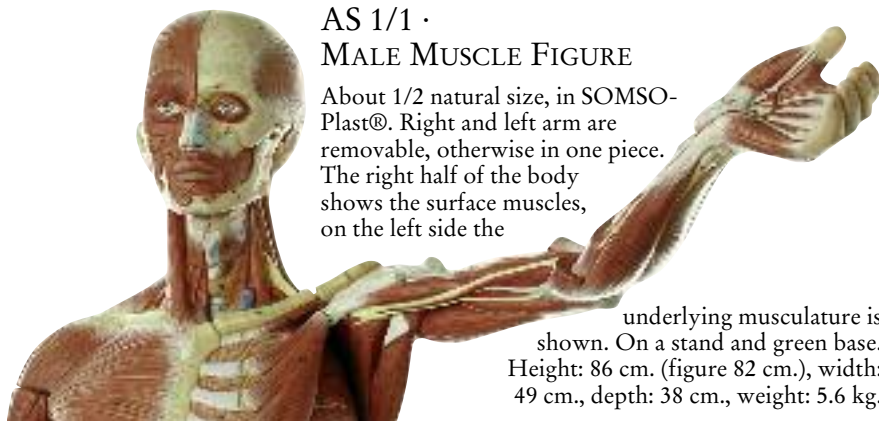 AS 1/1 ·
MALE MUSCLE FIGURE
About 1/2 natural size, in SOMSO-
Plast®. Right and left arm are
removable, otherwise in one piece.
The right half of the body
shows the surface muscles,
on the left side the
underlying musculature is
shown. On a stand and green base.
Height: 86 cm. (figure 82 cm.), width:
49 cm., depth: 38 cm., weight: 5.6 kg.